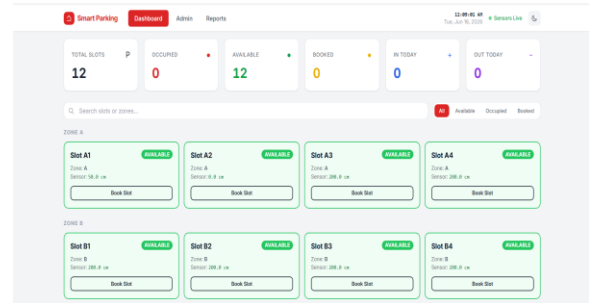 Smart Parking Dashboard Admin Reports
Tue, Jun 16, 2026 Sensors Live
TOTAL SLOTS P OCCUPIED AVAILABLE BOOKED IN TODAY + OUT TODAY -
12 0 12 0 0 0
Search slots or zones... All Available Occupied Booked
ZONE A
Slot A1 AVAILABLE Slot A2 AVAILABLE Slot A3 AVAILABLE Slot A4 AVAILABLE
Zone: A Zone: A Zone: A Zone: A
Sensor: 50.0 cm Sensor: 0.0 cm Sensor: 200.0 cm Sensor: 200.0 cm
Book Slot Book Slot Book Slot Book Slot
ZONE B
Slot B1 AVAILABLE Slot B2 AVAILABLE Slot B3 AVAILABLE Slot B4 AVAILABLE
Zone: B Zone: B Zone: B Zone: B
Sensor: 200.0 cm Sensor: 200.0 cm Sensor: 200.0 cm Sensor: 200.0 cm
Book Slot Book Slot Book Slot Book Slot